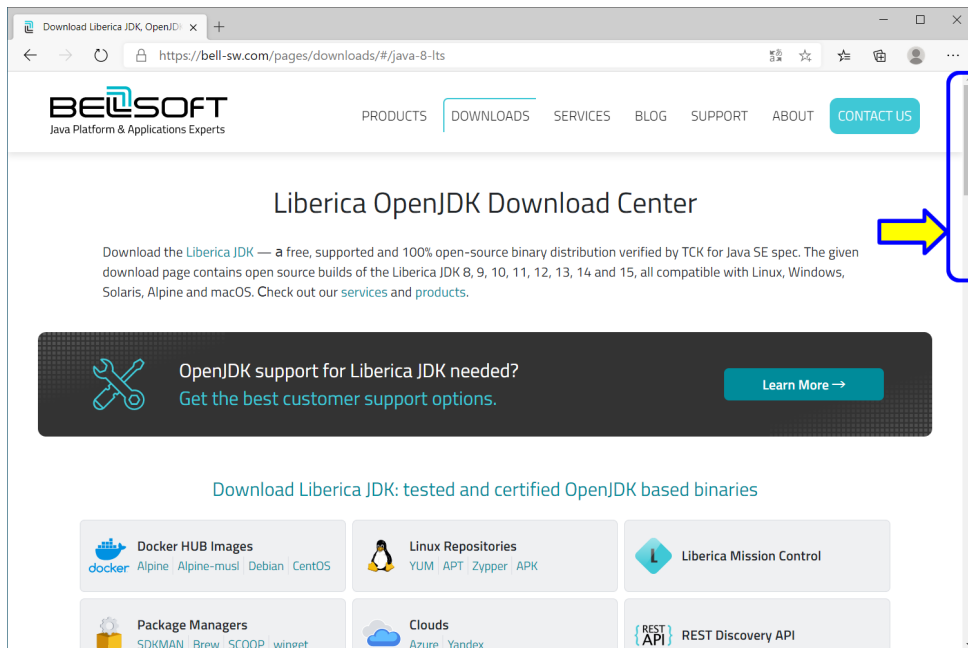 Download Liberica JDK, OpenJD
https://bell-sw.com/pages/downloads/#/java-8-lts
BELLSOFT
Java Platform & Applications Experts
PRODUCTS DOWNLOADS SERVICES BLOG SUPPORT ABOUT CONTACT US
Liberica OpenJDK Download Center
Download the Liberica JDK — a free, supported and 100% open-source binary distribution verified by TCK for Java SE spec. The given
download page contains open source builds of the Liberica JDK 8, 9, 10, 11, 12, 13, 14 and 15, all compatible with Linux, Windows,
Solaris, Alpine and macOS. Check out our services and products.
OpenJDK support for Liberica JDK needed?
Get the best customer support options.
Learn More →
Download Liberica JDK: tested and certified OpenJDK based binaries
docker
Docker HUB Images
Alpine Alpine-musl Debian CentOS
Linux Repositories
YUM APT Zypper APK
L
Liberica Mission Control
Package Managers
SDKMAN Brew SCOOP winget
Clouds
Azure Yandex
{REST API}
REST Discovery API